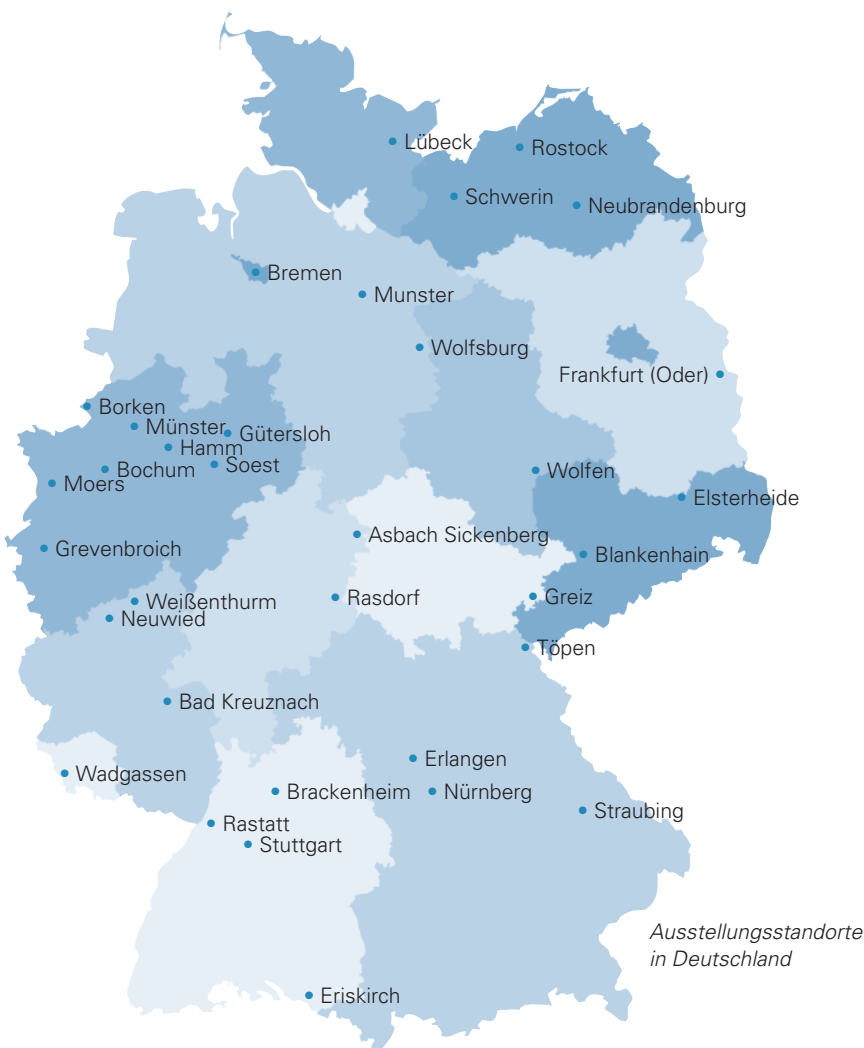 Lübeck
Rostock
Schwerin
Neubrandenburg
Bremen
Munster
Wolfsburg
Frankfurt (Oder)
Borken
Münster
Gütersloh
Hamm
Soest
Bochum
Moers
Wolfen
Elsterheide
Asbach Sickenberg
Grevenbroich
Blankenhain
Weißenthurm
Rasdorf
Greiz
Neuwied
Töpen
Bad Kreuznach
Erlangen
Wadgassen
Brackenheim
Nürnberg
Straubing
Rastatt
Stuttgart
Ausstellungsstandorte
in Deutschland
Eriskirch